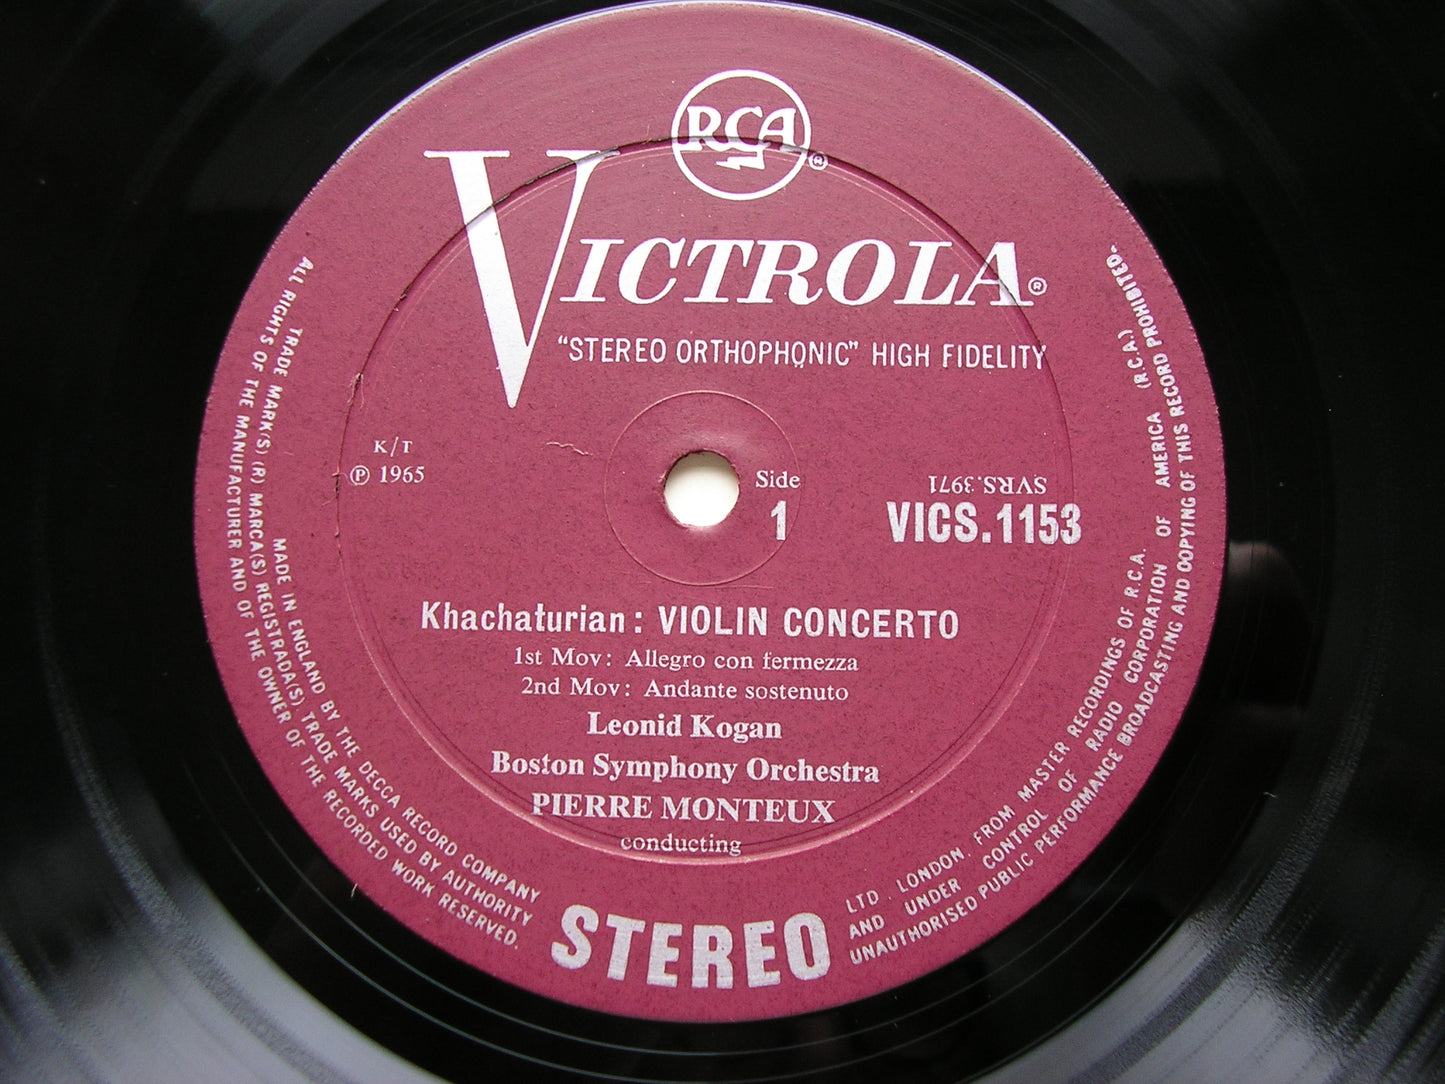 RCA ®
VICTROLA®
"STEREO ORTHOPHONIC" HIGH FIDELITY
K/T
Ⓟ 1965
Side
1
SVRS.3971
VICS.1153
Khachaturian: VIOLIN CONCERTO
1st Mov: Allegro con fermezza
2nd Mov: Andante sostenuto
Leonid Kogan
Boston Symphony Orchestra
PIERRE MONTEUX
conducting
STEREO
MADE IN ENGLAND BY THE DECCA RECORD COMPANY LTD. LONDON. FROM MASTER RECORDINGS OF R.C.A.
TRADE MARK(S) (R) MARCA(S) REGISTRADA(S) TRADE MARKS USED BY AUTHORITY AND UNDER CONTROL OF RADIO CORPORATION OF AMERICA (R.C.A.)
ALL RIGHTS OF THE MANUFACTURER AND OF THE OWNER OF THE RECORDED WORK RESERVED. UNAUTHORISED PUBLIC PERFORMANCE BROADCASTING AND COPYING OF THIS RECORD PROHIBITED.